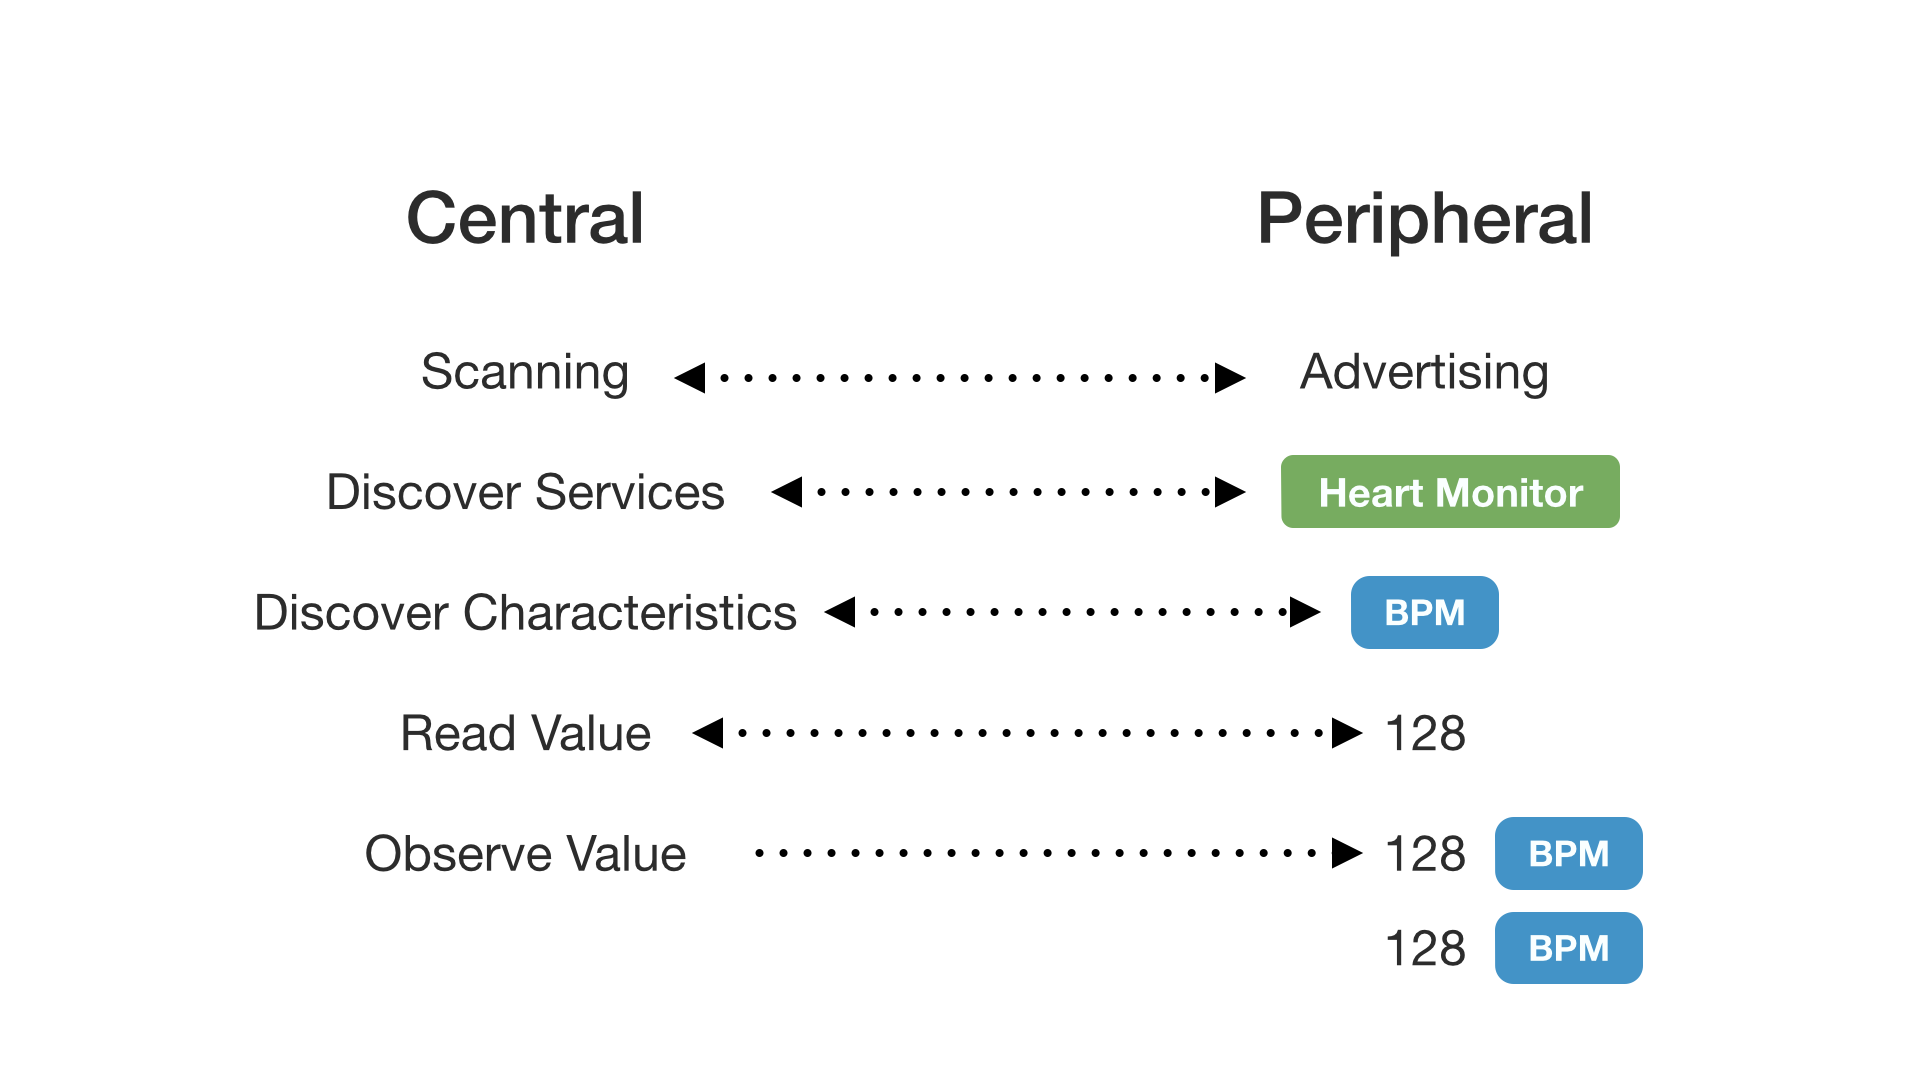 Central Peripheral
Scanning Advertising
Discover Services Heart Monitor
Discover Characteristics BPM
Read Value 128
Observe Value 128 BPM
128 BPM